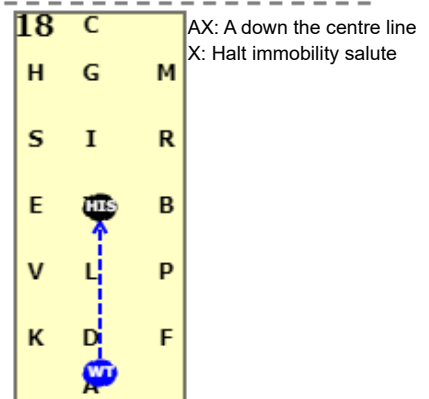 18 C
AX: A down the centre line
X: Halt immobility salute
H G M
S I R
E HIS B
V L P
K D F
WT
A